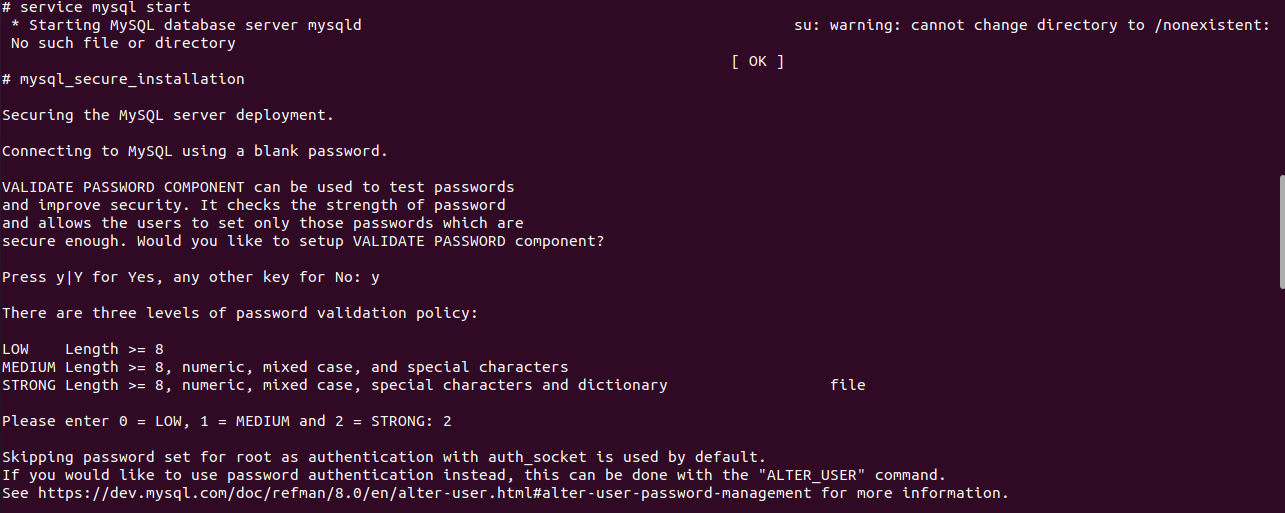 # service mysql start
 * Starting MySQL database server mysqld                                                su: warning: cannot change directory to /nonexistent:
 No such file or directory
                                                                                 [ OK ]
# mysql_secure_installation
Securing the MySQL server deployment.
Connecting to MySQL using a blank password.
VALIDATE PASSWORD COMPONENT can be used to test passwords
and improve security. It checks the strength of password
and allows the users to set only those passwords which are
secure enough. Would you like to setup VALIDATE PASSWORD component?
Press y|Y for Yes, any other key for No: y
There are three levels of password validation policy:
LOW    Length >= 8
MEDIUM Length >= 8, numeric, mixed case, and special characters
STRONG Length >= 8, numeric, mixed case, special characters and dictionary                  file
Please enter 0 = LOW, 1 = MEDIUM and 2 = STRONG: 2
Skipping password set for root as authentication with auth_socket is used by default.
If you would like to use password authentication instead, this can be done with the "ALTER_USER" command.
See https://dev.mysql.com/doc/refman/8.0/en/alter-user.html#alter-user-password-management for more information.